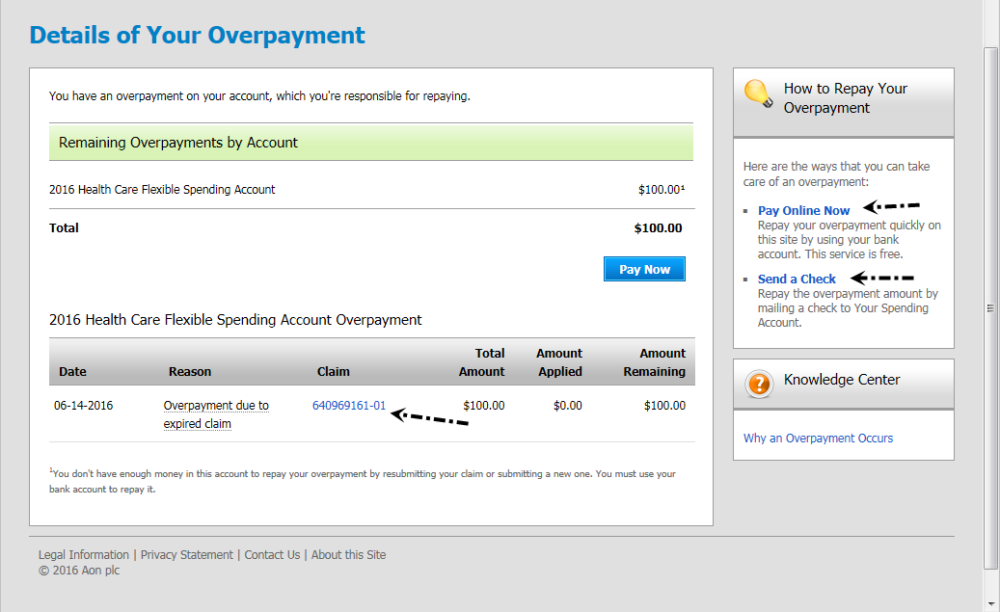 Details of Your Overpayment
You have an overpayment on your account, which you're responsible for repaying.
Remaining Overpayments by Account
2016 Health Care Flexible Spending Account $100.00¹
Total $100.00
Pay Now
2016 Health Care Flexible Spending Account Overpayment
Date Reason Claim Total Amount Amount Applied Amount Remaining
06-14-2016 Overpayment due to expired claim 640969161-01 $100.00 $0.00 $100.00
¹You don't have enough money in this account to repay your overpayment by resubmitting your claim or submitting a new one. You must use your
bank account to repay it.
How to Repay Your
Overpayment
Here are the ways that you can take
care of an overpayment:
Pay Online Now
Repay your overpayment quickly on
this site by using your bank
account. This service is free.
Send a Check
Repay the overpayment amount by
mailing a check to Your Spending
Account.
Knowledge Center
Why an Overpayment Occurs
Legal Information | Privacy Statement | Contact Us | About this Site
© 2016 Aon plc